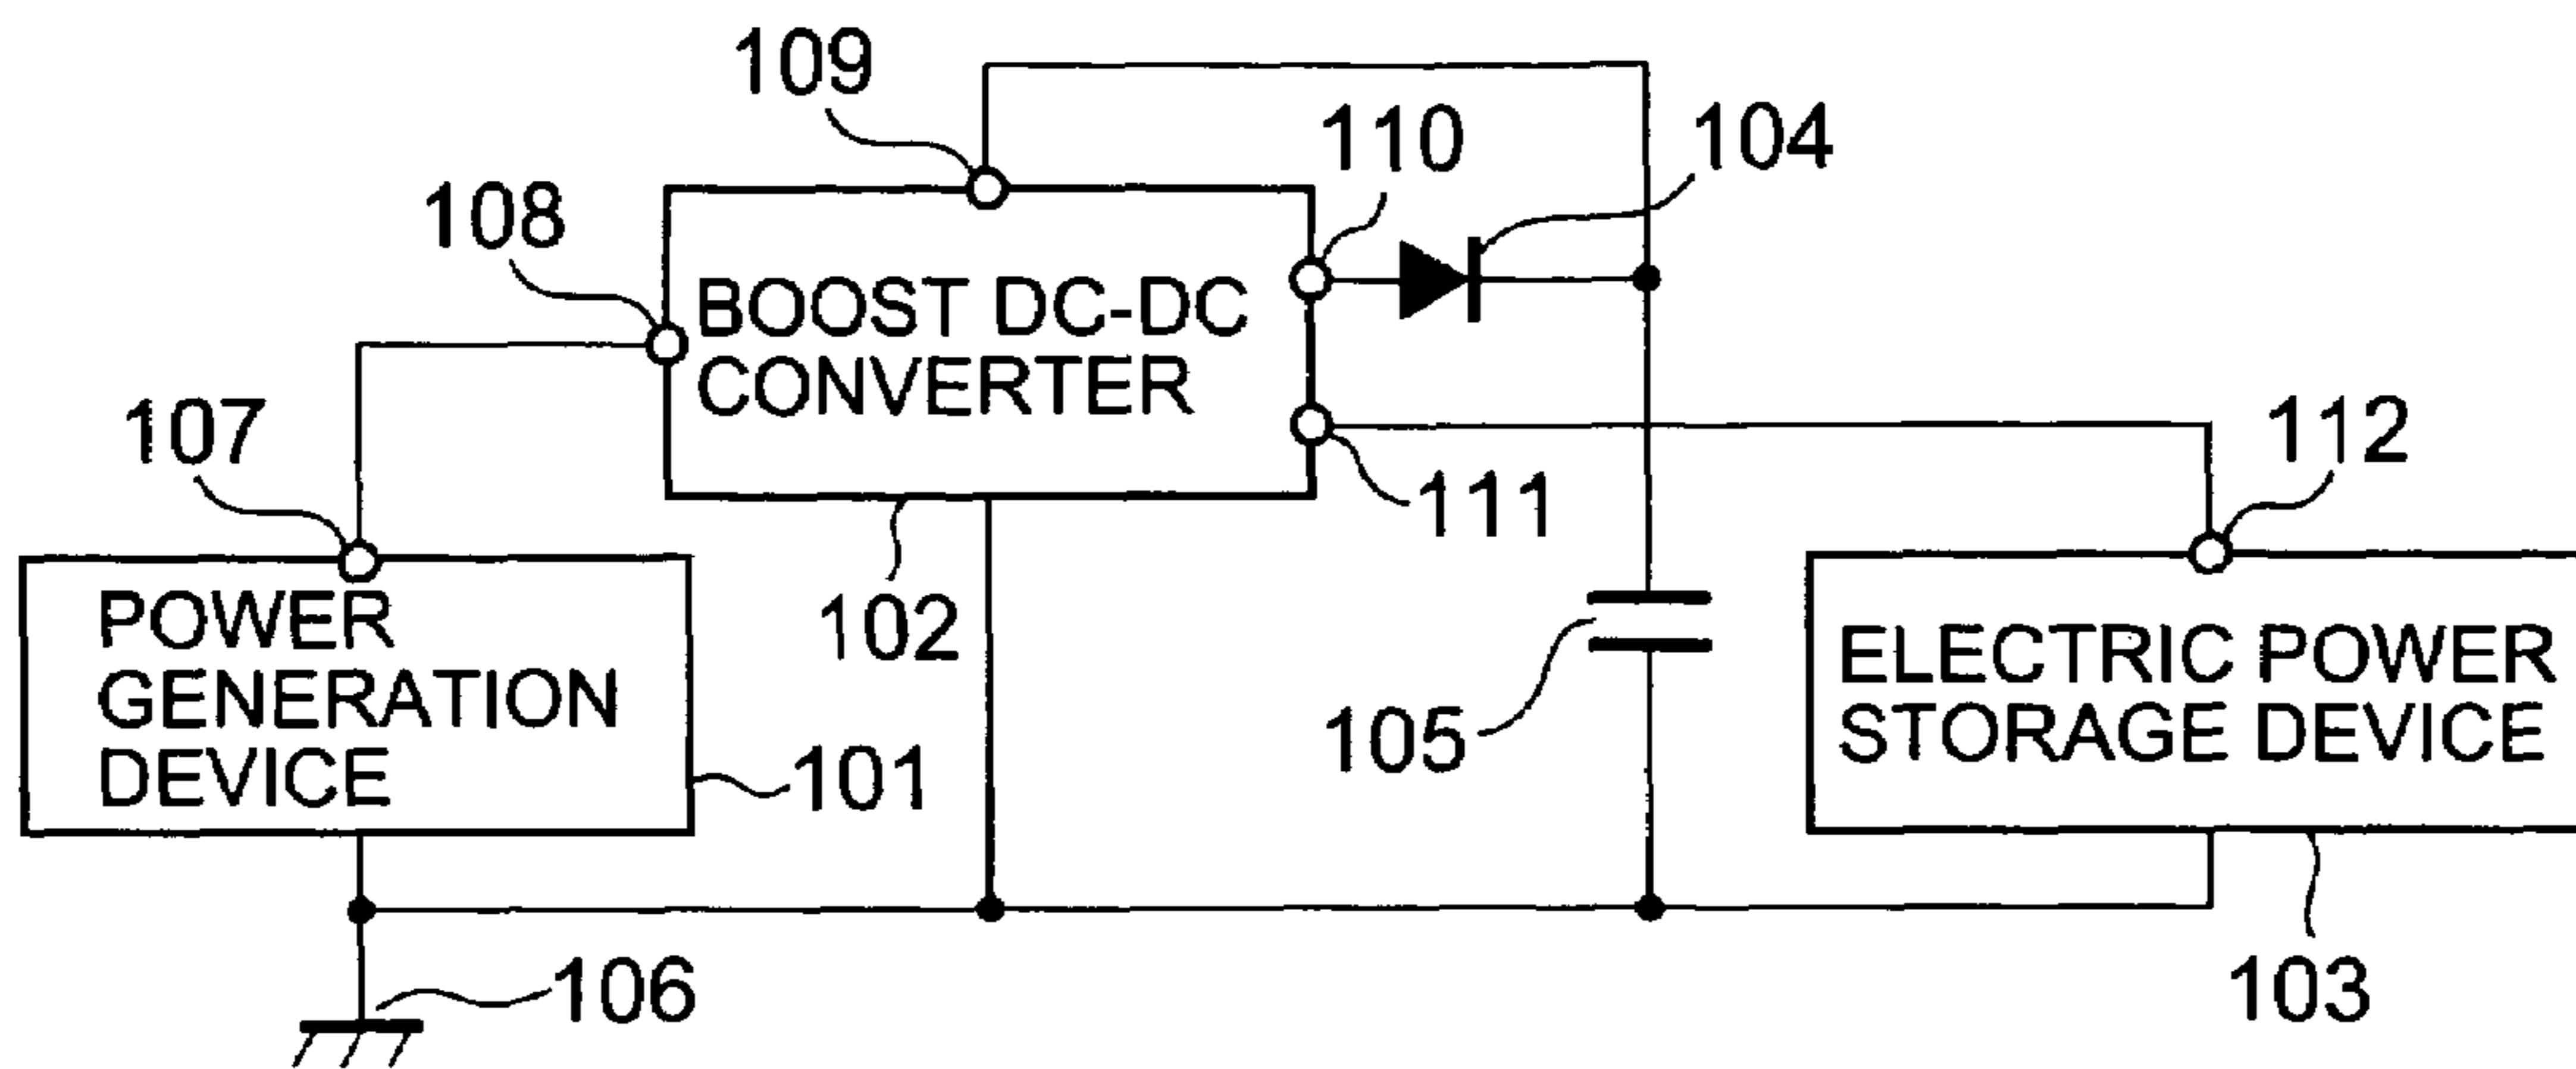 109
110
104
108
BOOST DC-DC
CONVERTER
107
112
111
POWER
GENERATION
DEVICE
102
ELECTRIC POWER
STORAGE DEVICE
105
101
106
103